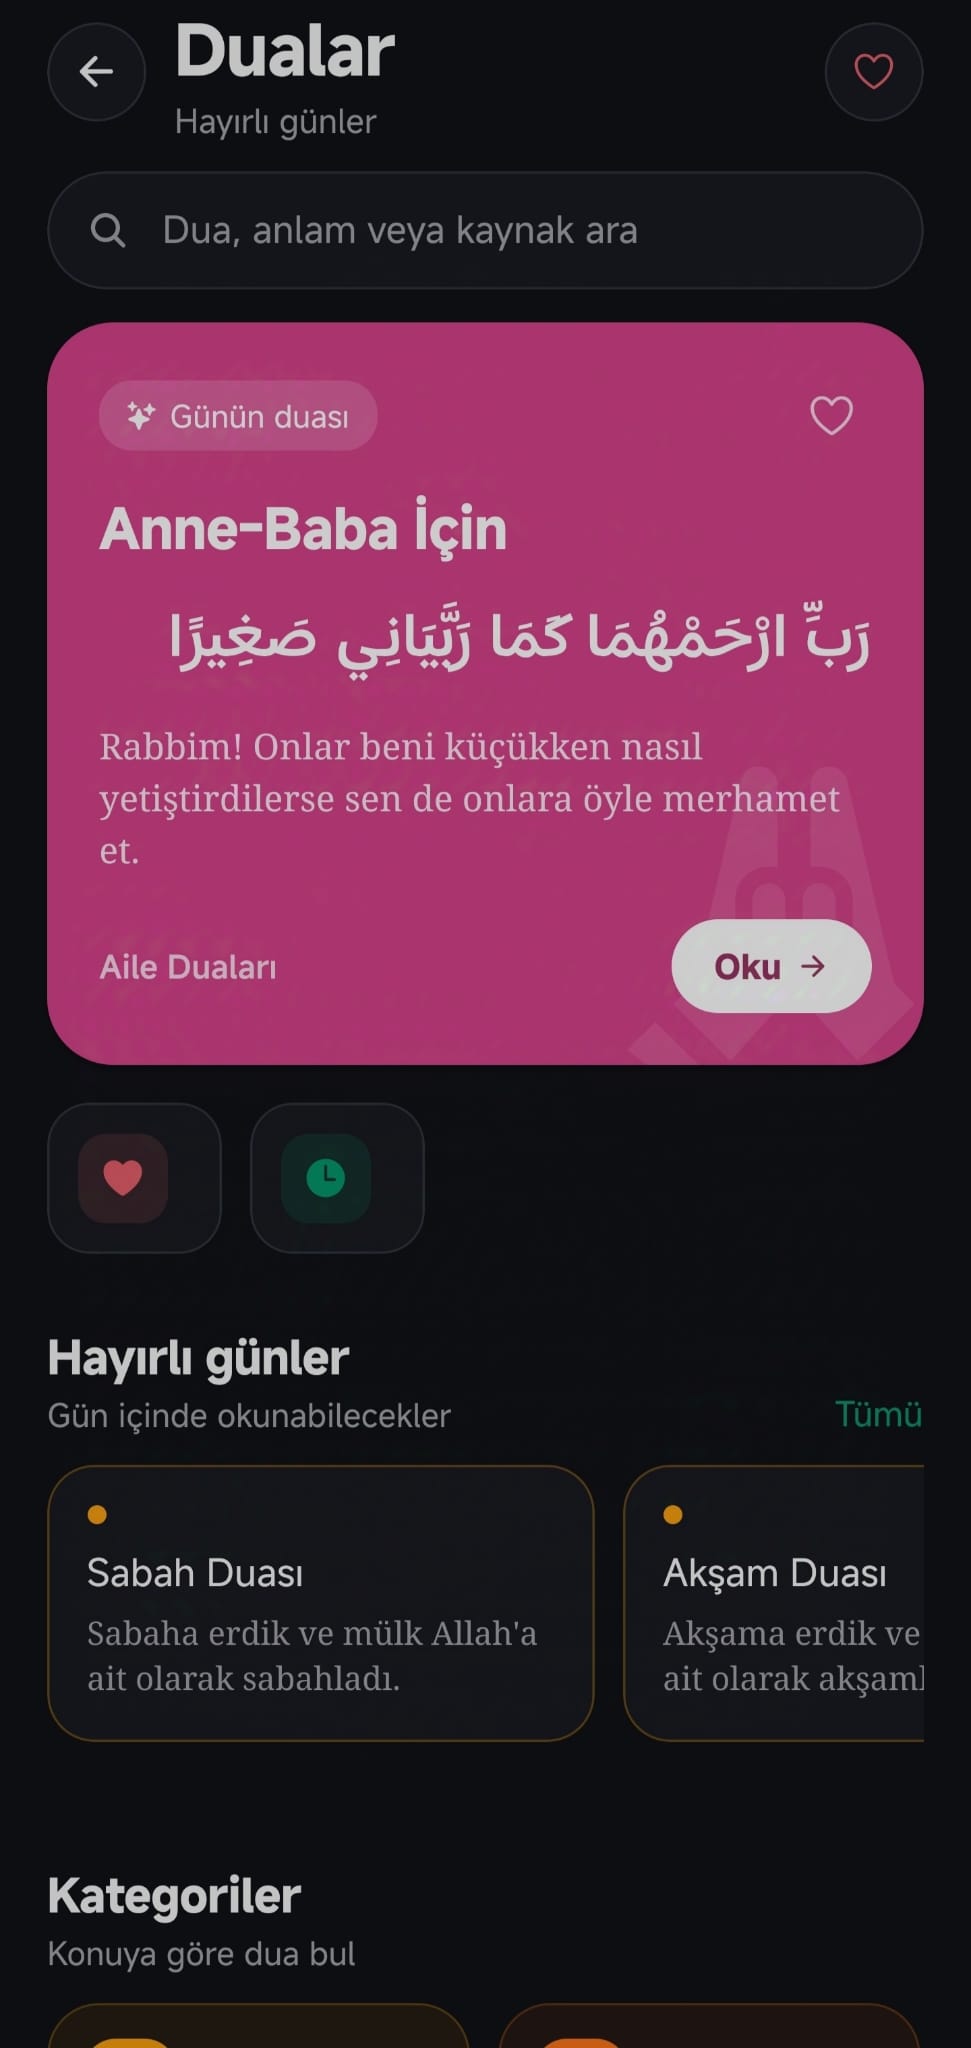 Dualar
Hayırlı günler
Dua, anlam veya kaynak ara
Günün duası
Anne-Baba İçin
رَبِّ ارْحَمْهُمَا كَمَا رَبَّيَانِي صَغِيرًا
Rabbim! Onlar beni küçükken nasıl
yetiştirdilerse sen de onlara öyle merhamet
et.
Aile Duaları
Oku →
Hayırlı günler
Gün içinde okunabilecekler
Tümü
Sabah Duası
Sabaha erdik ve mülk Allah'a
ait olarak sabahladı.
Akşam Duası
Akşama erdik ve
ait olarak akşaml
Kategoriler
Konuya göre dua bul